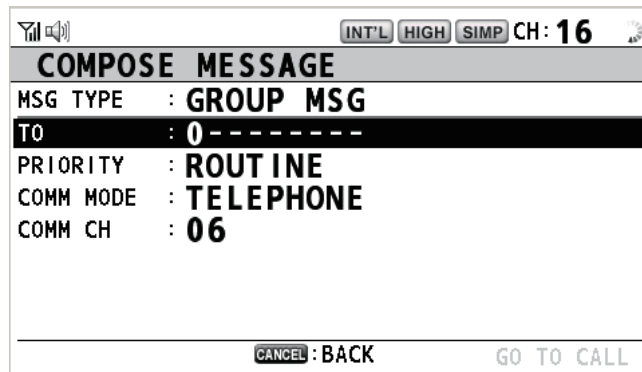 INT'L HIGH SIMP CH: 16
COMPOSE MESSAGE
MSG TYPE : GROUP MSG
TO : 0--------
PRIORITY : ROUTINE
COMM MODE : TELEPHONE
COMM CH : 06
CANCEL : BACK GO TO CALL